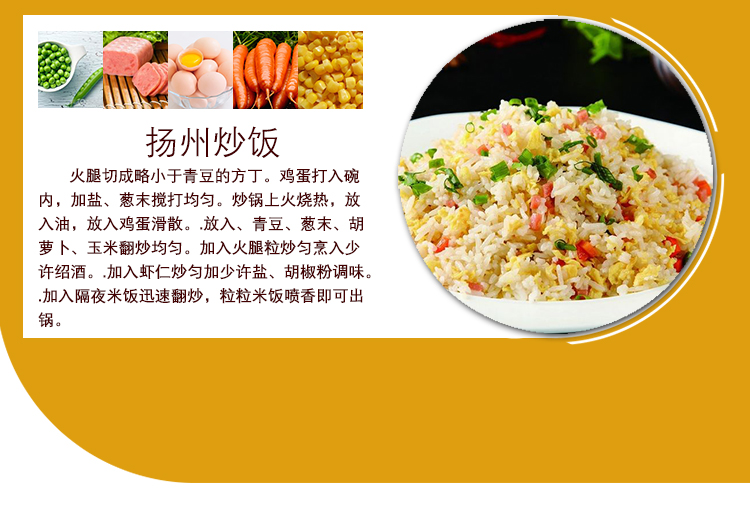 扬州炒饭
火腿切成略小于青豆的方丁。鸡蛋打入碗
内，加盐、葱末搅打均匀。炒锅上火烧热，放
入油，放入鸡蛋滑散。.放入、青豆、葱末、胡
萝卜、玉米翻炒均匀。加入火腿粒炒匀烹入少
许绍酒。.加入虾仁炒匀加少许盐、胡椒粉调味。
.加入隔夜米饭迅速翻炒，粒粒米饭喷香即可出
锅。